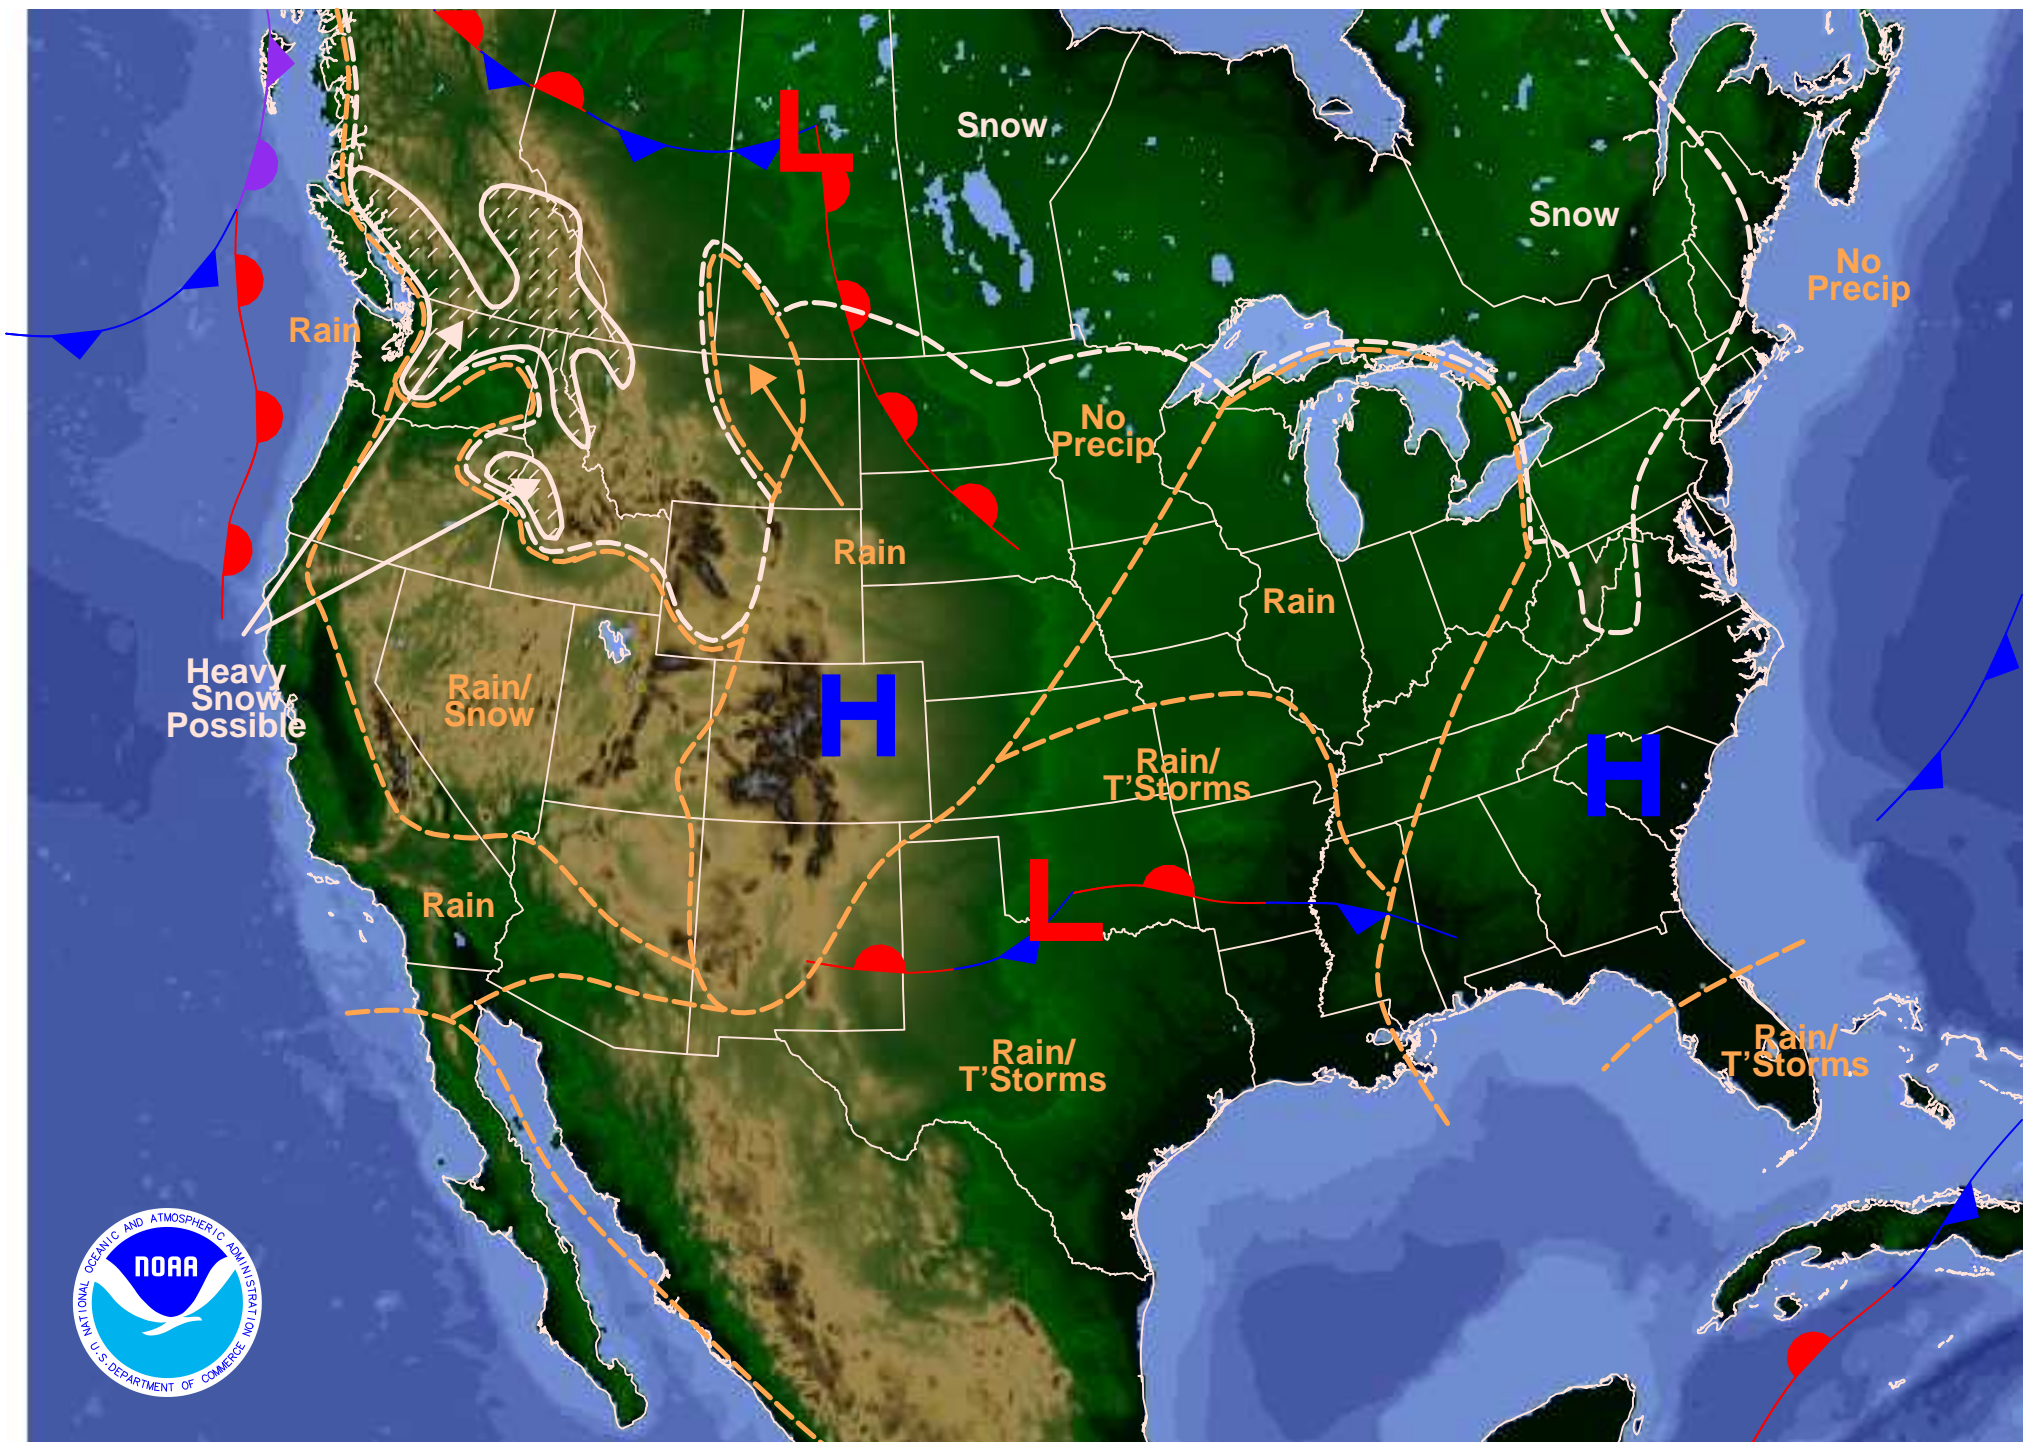 L
Snow
Snow
No
Precip
Rain
No
Precip
Rain
Rain
Heavy
Snow
Possible
Rain/
Snow
H
H
Rain/
T'Storms
L
Rain
Rain/
T'Storms
Rain/
T'Storms
NATIONAL OCEANIC AND ATMOSPHERIC ADMINISTRATION
NOAA
U.S. DEPARTMENT OF COMMERCE